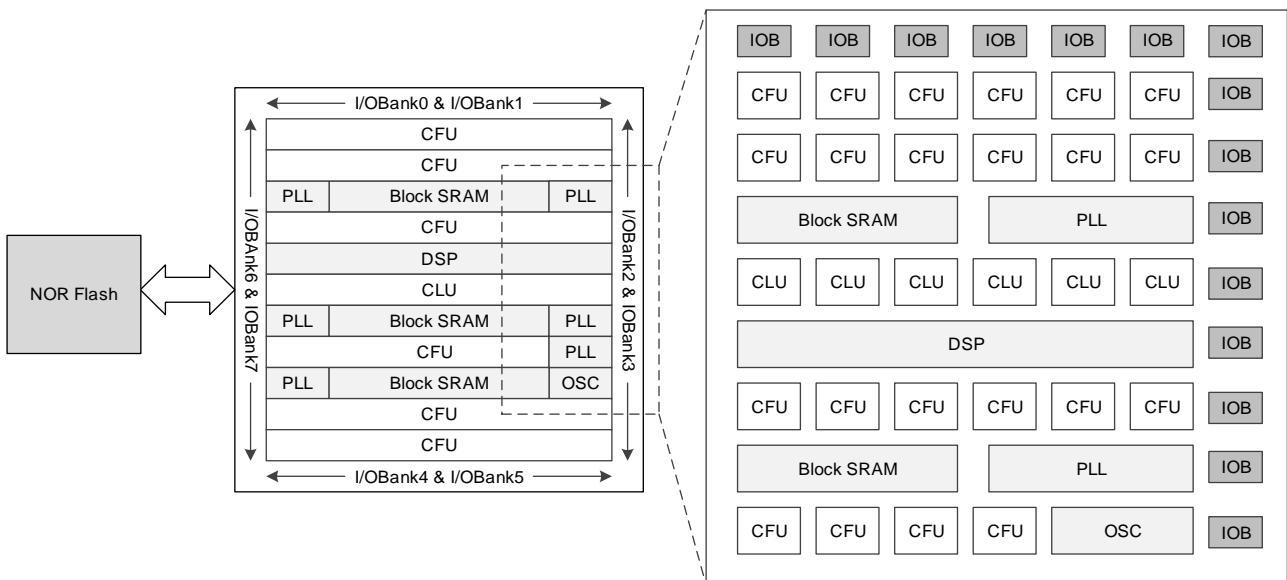 NOR Flash
I/OBank0 & I/OBank1
I/OBAnk6 & IOBank7
CFU
CFU
PLL Block SRAM PLL
CFU
DSP
CLU
PLL Block SRAM PLL
CFU PLL
PLL Block SRAM OSC
CFU
CFU
I/OBank2 & IOBank3
I/OBank4 & I/OBank5
IOB IOB IOB IOB IOB IOB IOB
CFU CFU CFU CFU CFU CFU IOB
CFU CFU CFU CFU CFU CFU IOB
Block SRAM PLL IOB
CLU CLU CLU CLU CLU CLU IOB
DSP IOB
CFU CFU CFU CFU CFU CFU IOB
Block SRAM PLL IOB
CFU CFU CFU CFU OSC IOB